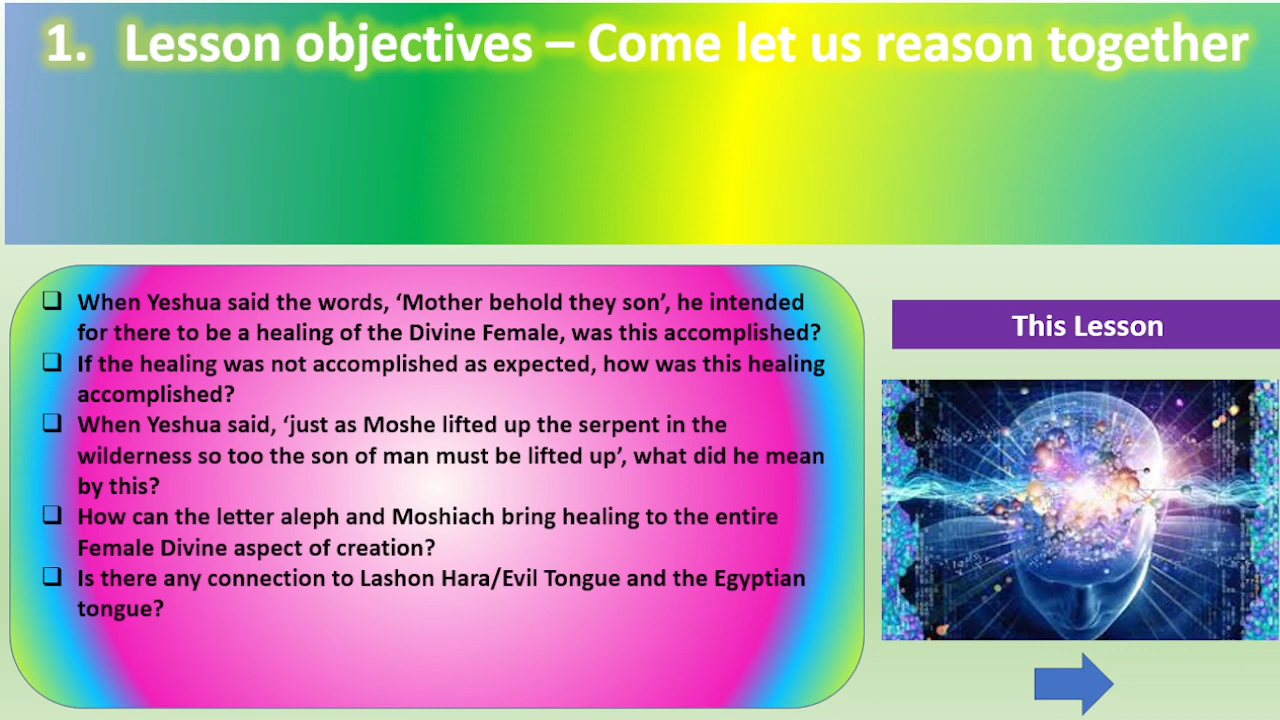 1. Lesson objectives – Come let us reason together
❑ When Yeshua said the words, ‘Mother behold they son’, he intended
for there to be a healing of the Divine Female, was this accomplished?
❑ If the healing was not accomplished as expected, how was this healing
accomplished?
❑ When Yeshua said, ‘just as Moshe lifted up the serpent in the
wilderness so too the son of man must be lifted up’, what did he mean
by this?
❑ How can the letter aleph and Moshiach bring healing to the entire
Female Divine aspect of creation?
❑ Is there any connection to Lashon Hara/Evil Tongue and the Egyptian
tongue?
This Lesson